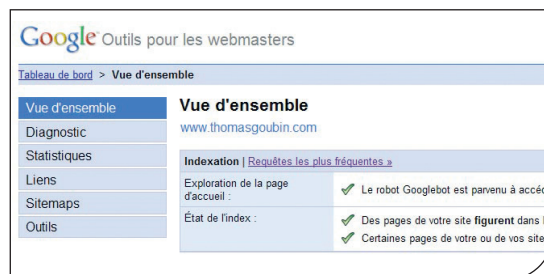 Google Outils pour les webmasters
Tableau de bord > Vue d'ensemble
Vue d'ensemble
Diagnostic
Statistiques
Liens
Sitemaps
Outils
Vue d'ensemble
www.thomasgoubin.com
Indexation | Requêtes les plus fréquentes »
Exploration de la page
d'accueil :
Le robot Googlebot est parvenu à accéd
État de l'index :
Des pages de votre site figurent dans
Certaines pages de votre ou de vos site